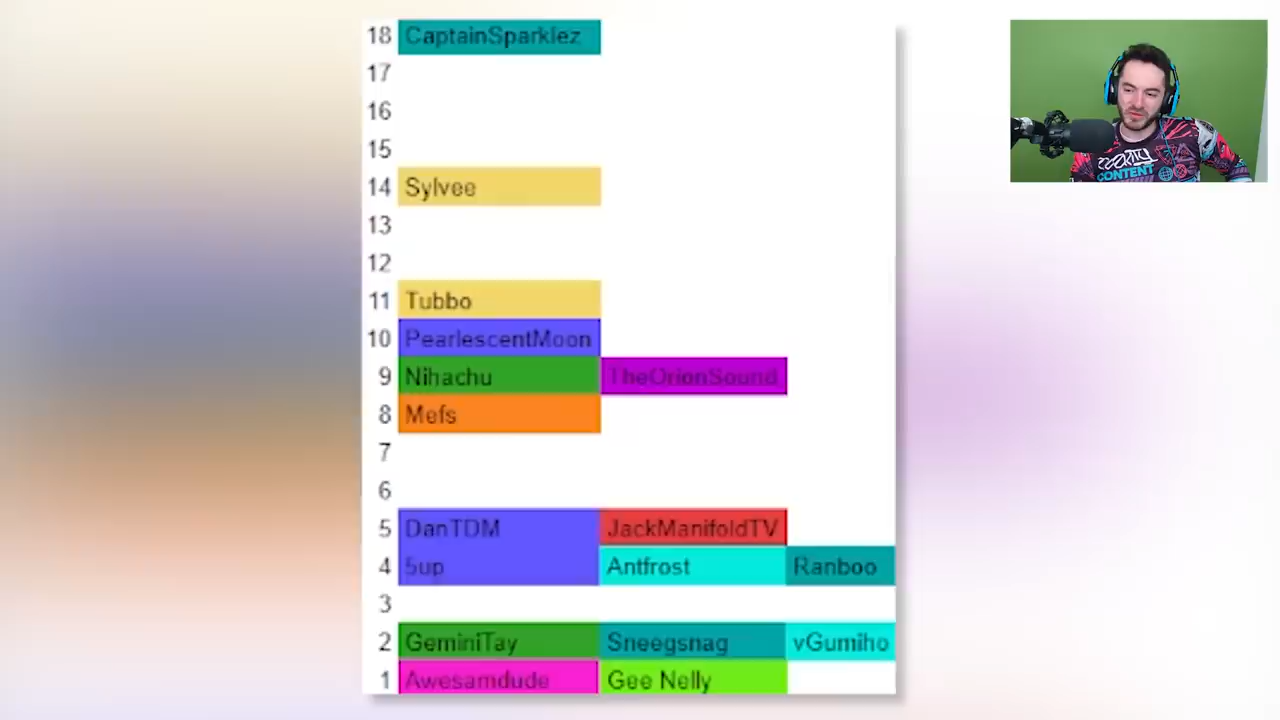 18 CaptainSparklez
17
16
15
14 Sylvee
13
12
11 Tubbo
10 PearlescentMoon
9 Nihachu TheOrionSound
8 Mefs
7
6
5 DanTDM JackManifoldTV
4 5up Antfrost Ranboo
3
2 GeminiTay Sneegsnag vGumiho
1 Awesamdude Gee Nelly
CONTENT